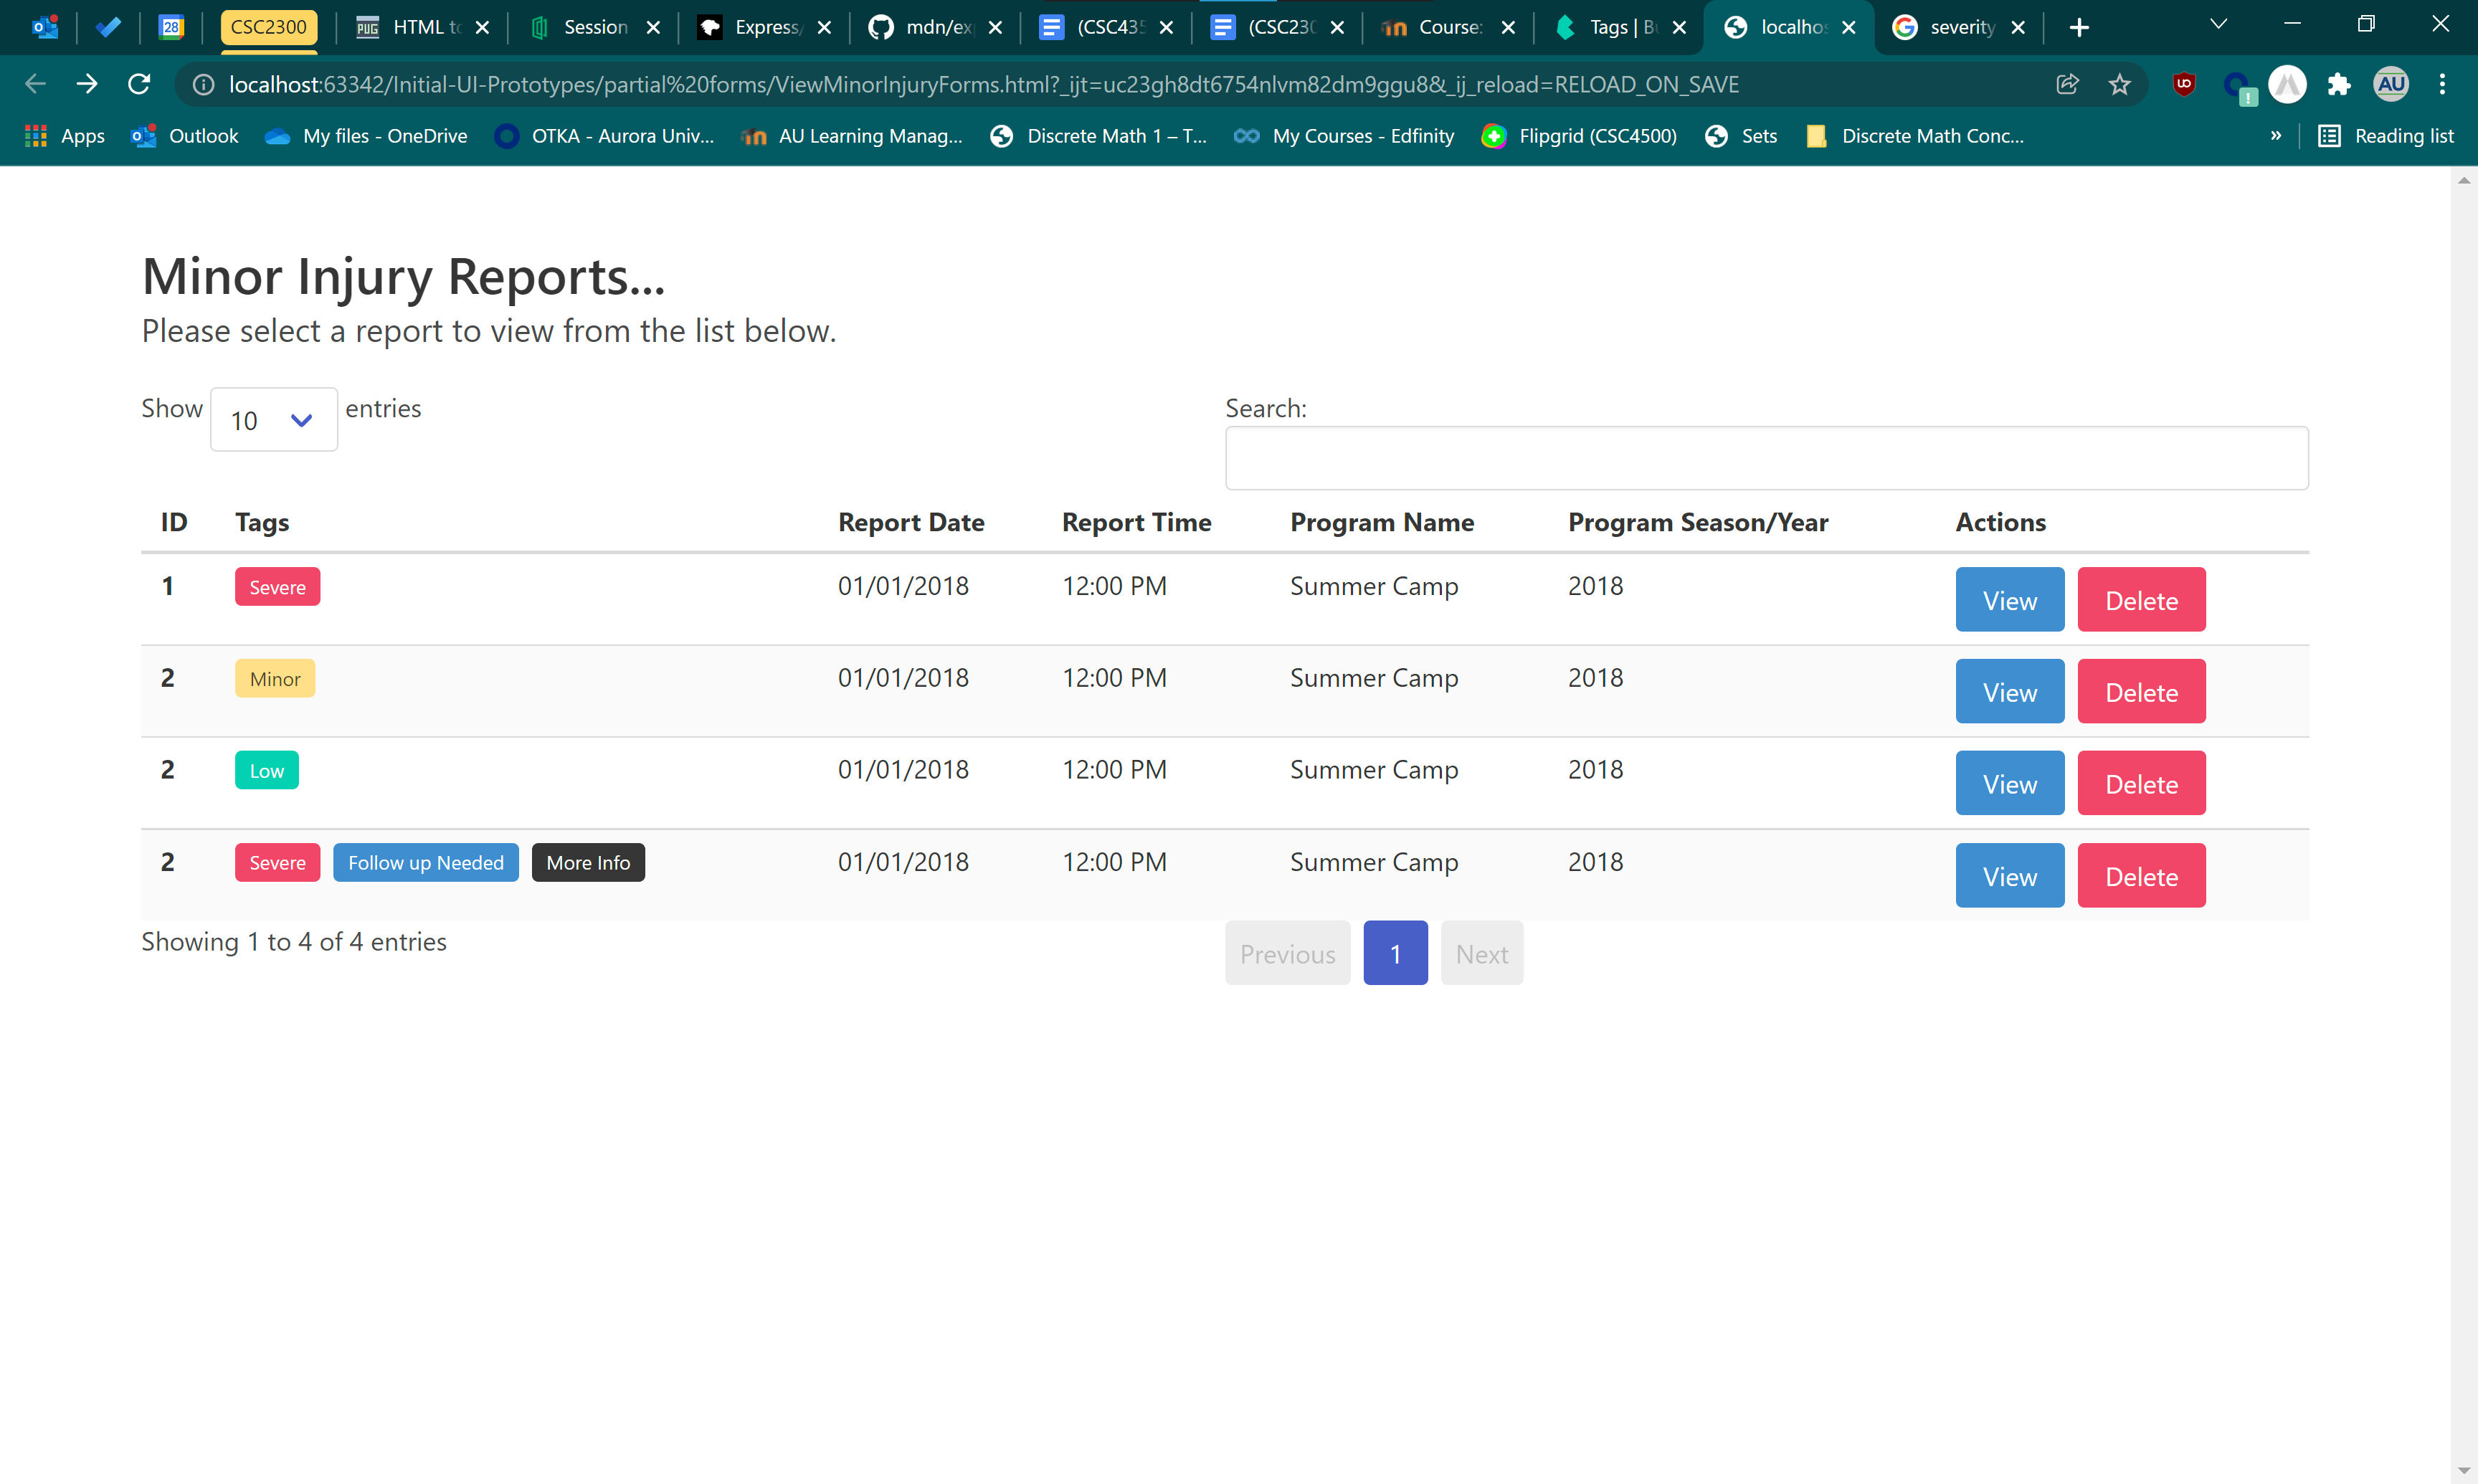 28 CSC2300 HTML to Session Express/ mdn/ex (CSC435 (CSC230 Course: Tags | Bu localhos severity
localhost:63342/Initial-UI-Prototypes/partial%20forms/ViewMinorInjuryForms.html?_ijt=uc23gh8dt6754nlvm82dm9ggu8&_ij_reload=RELOAD_ON_SAVE AU
Apps Outlook My files - OneDrive OTKA - Aurora Univ... AU Learning Manag... Discrete Math 1 – T... My Courses - Edfinity Flipgrid (CSC4500) Sets Discrete Math Conc... » Reading list
Minor Injury Reports...
Please select a report to view from the list below.
Show 10 entries Search:
ID Tags Report Date Report Time Program Name Program Season/Year Actions
1 Severe 01/01/2018 12:00 PM Summer Camp 2018 View Delete
2 Minor 01/01/2018 12:00 PM Summer Camp 2018 View Delete
2 Low 01/01/2018 12:00 PM Summer Camp 2018 View Delete
2 Severe Follow up Needed More Info 01/01/2018 12:00 PM Summer Camp 2018 View Delete
Showing 1 to 4 of 4 entries Previous 1 Next